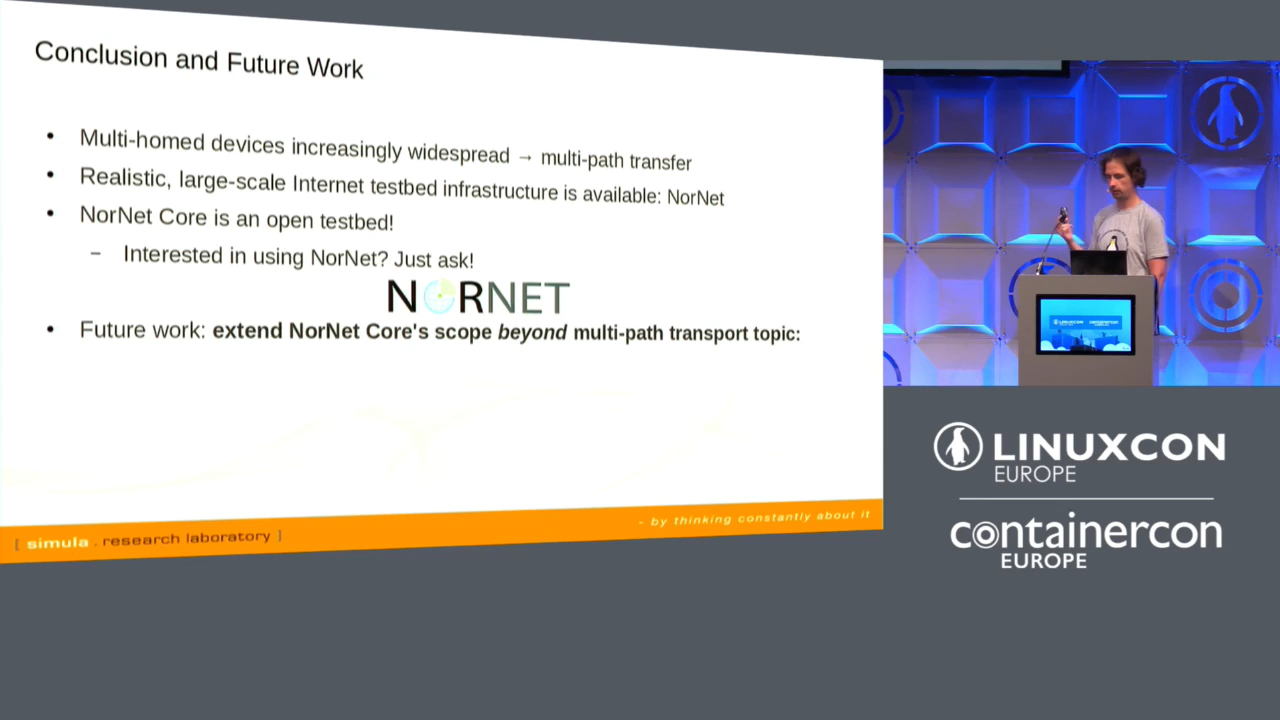 Conclusion and Future Work
• Multi-homed devices increasingly widespread → multi-path transfer
• Realistic, large-scale Internet testbed infrastructure is available: NorNet
• NorNet Core is an open testbed!
– Interested in using NorNet? Just ask!
NORNET
• Future work: extend NorNet Core's scope beyond multi-path transport topic:
[ simula . research laboratory ]
- by thinking constantly about it
LINUXCON
EUROPE
containercon
EUROPE